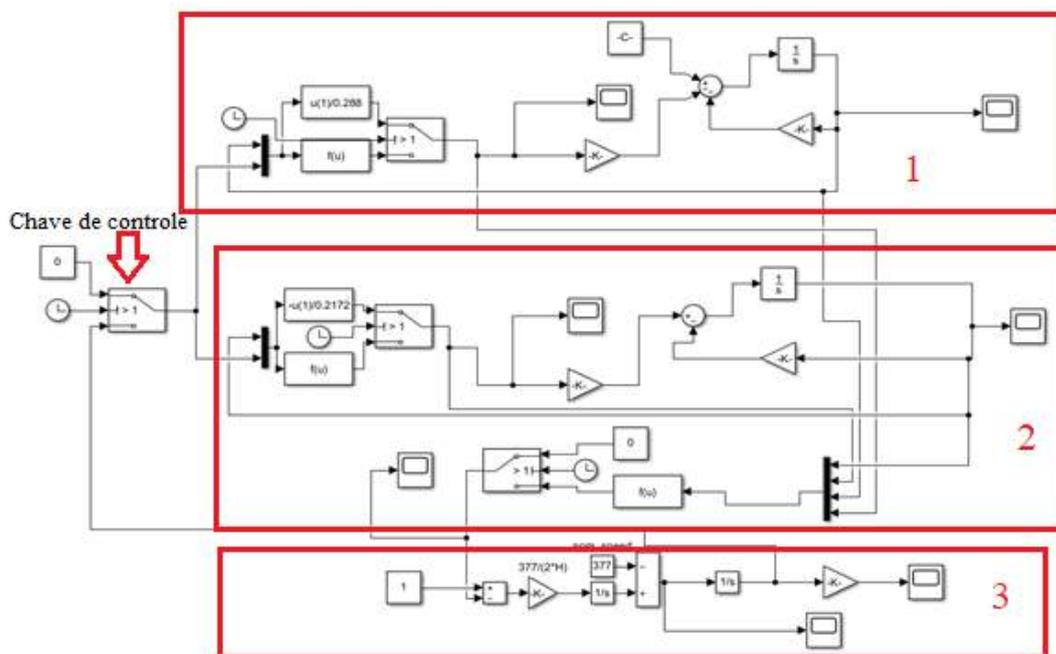 -C-
1
s
u(1)/0.288
> 1
f(u)
-K-
-K-
1
Chave de controle
0
> 1
-u(1)/0.2172
> 1
f(u)
1
s
-K-
-K-
0
> 1
f(u)
2
377/(2*H)
377
1
-K-
1/s
1/s
-K-
3